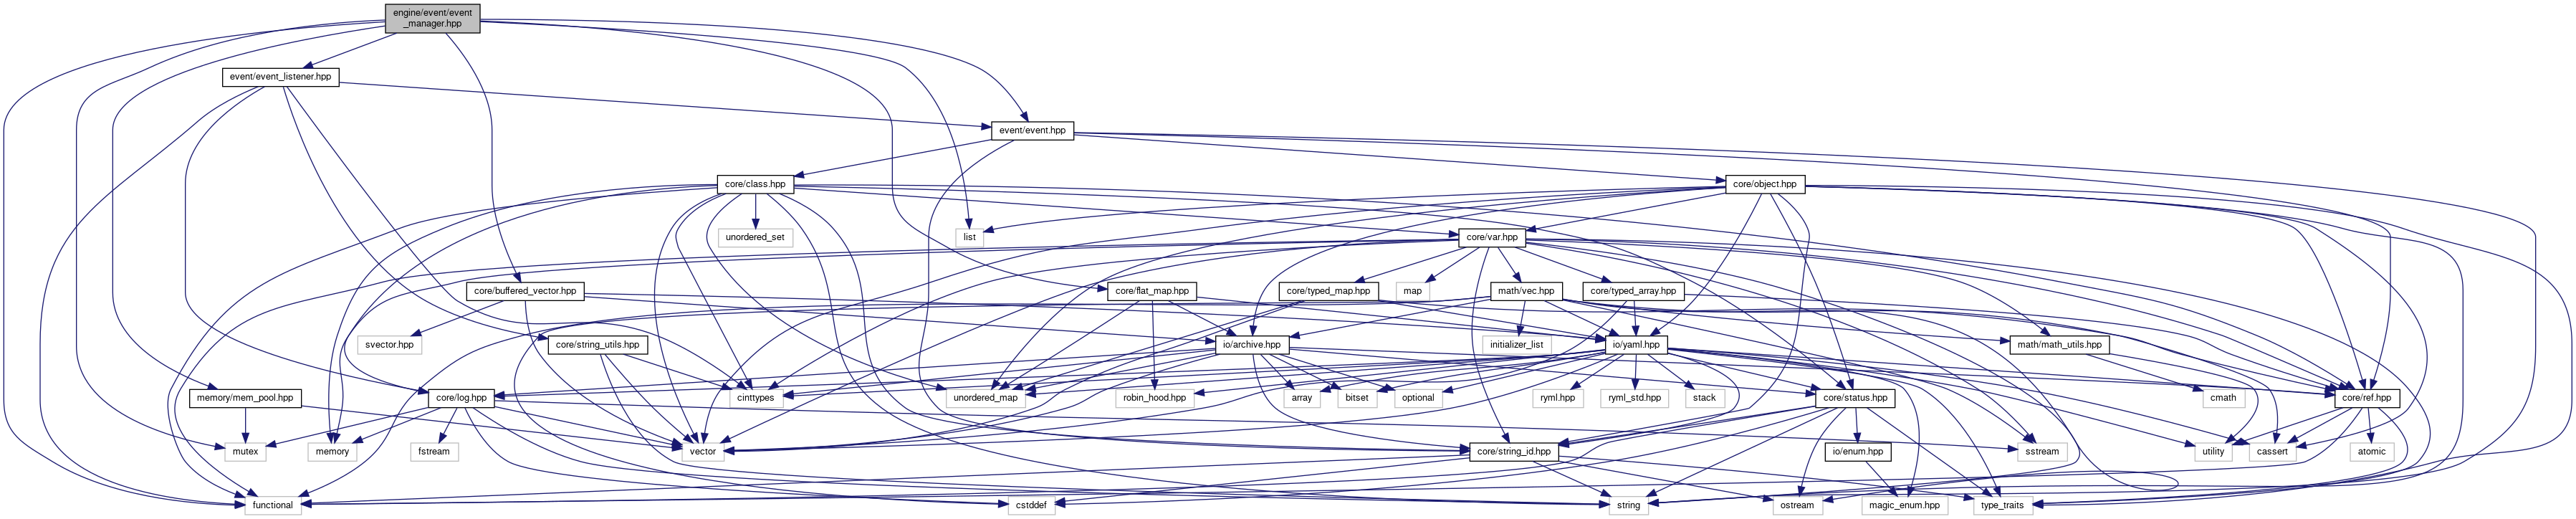 engine/event/event
_manager.hpp
event/event_listener.hpp
event/event.hpp
core/class.hpp
core/object.hpp
unordered_set
list
core/var.hpp
core/buffered_vector.hpp
core/flat_map.hpp
core/typed_map.hpp
map
math/vec.hpp
core/typed_array.hpp
svector.hpp
core/string_utils.hpp
io/archive.hpp
initializer_list
io/yaml.hpp
math/math_utils.hpp
memory/mem_pool.hpp
core/log.hpp
cinttypes
unordered_map
robin_hood.hpp
array
bitset
optional
ryml.hpp
ryml_std.hpp
stack
core/status.hpp
cmath
core/ref.hpp
mutex
memory
fstream
vector
core/string_id.hpp
io/enum.hpp
sstream
utility
cassert
atomic
functional
cstddef
string
ostream
magic_enum.hpp
type_traits